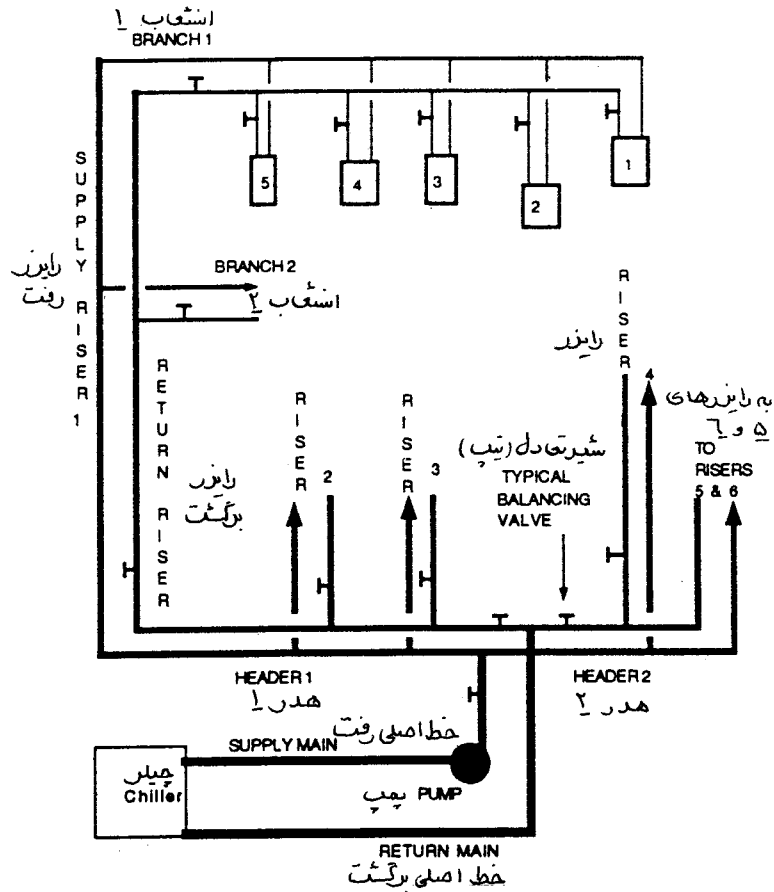 انشعاب ۱
BRANCH 1
5
4
3
2
1
SUPPLY RISER 1
رایزر
رفت
BRANCH 2
انشعاب ۲
RETURN RISER
رایزر
برگشت
RISER 2
RISER 3
شیر تعادل (تیپ)
TYPICAL
BALANCING
VALVE
RISER 4
رایزر
به رایزرهای
۵ و ٦
TO
RISERS
5 & 6
HEADER 1
هدر ۱
HEADER 2
هدر ۲
خط اصلی رفت
SUPPLY MAIN
چیلر
Chiller
پمپ PUMP
RETURN MAIN
خط اصلی برگشت